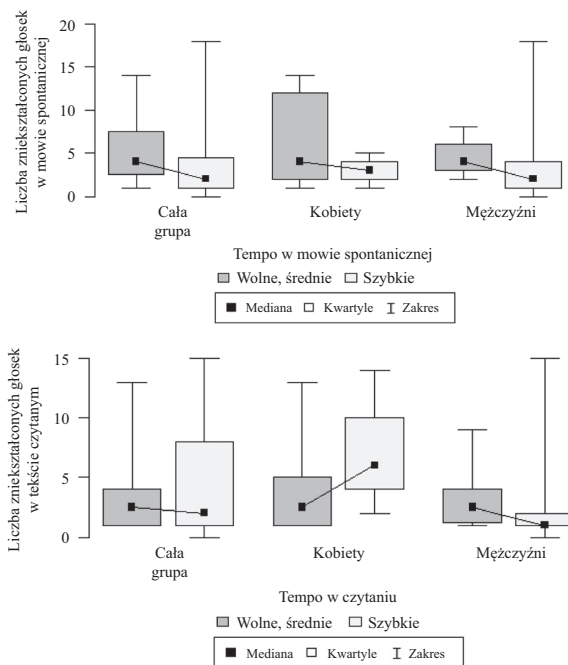 Liczba zniekształconych głosek
w mowie spontanicznej
20
15
10
5
0
Cała
grupa
Kobiety
Mężczyźni
Tempo w mowie spontanicznej
Wolne, średnie
Szybkie
Mediana
Kwartyle
Zakres
Liczba zniekształconych głosek
w tekście czytanym
15
10
5
0
Cała
grupa
Kobiety
Mężczyźni
Tempo w czytaniu
Wolne, średnie
Szybkie
Mediana
Kwartyle
Zakres